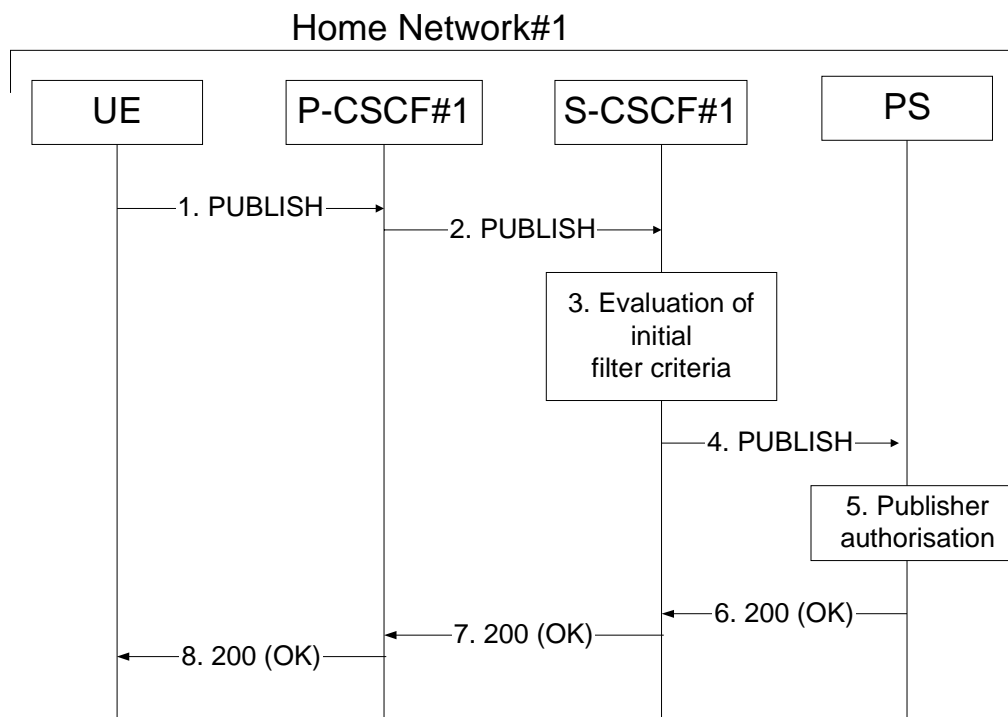 Home Network#1
UE
P-CSCF#1
S-CSCF#1
PS
1. PUBLISH
2. PUBLISH
3. Evaluation of
initial
filter criteria
4. PUBLISH
5. Publisher
authorisation
6. 200 (OK)
7. 200 (OK)
8. 200 (OK)